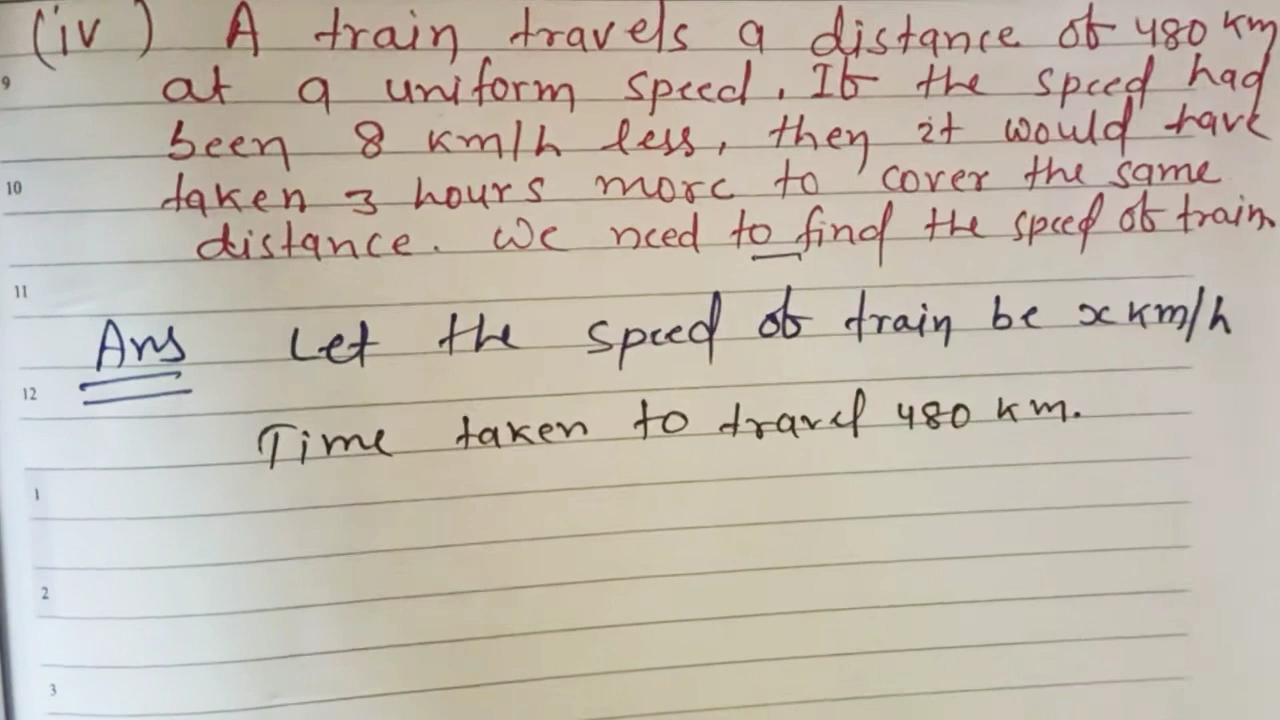 (iv) A train travels a distance of 480 km
9 at a uniform speed. If the speed had
been 8 km/h less, then it would have
10 taken 3 hours more to cover the same
distance. We need to find the speed of train.
11
Ans Let the speed of train be x km/h
12
Time taken to travel 480 km.
1
2
3